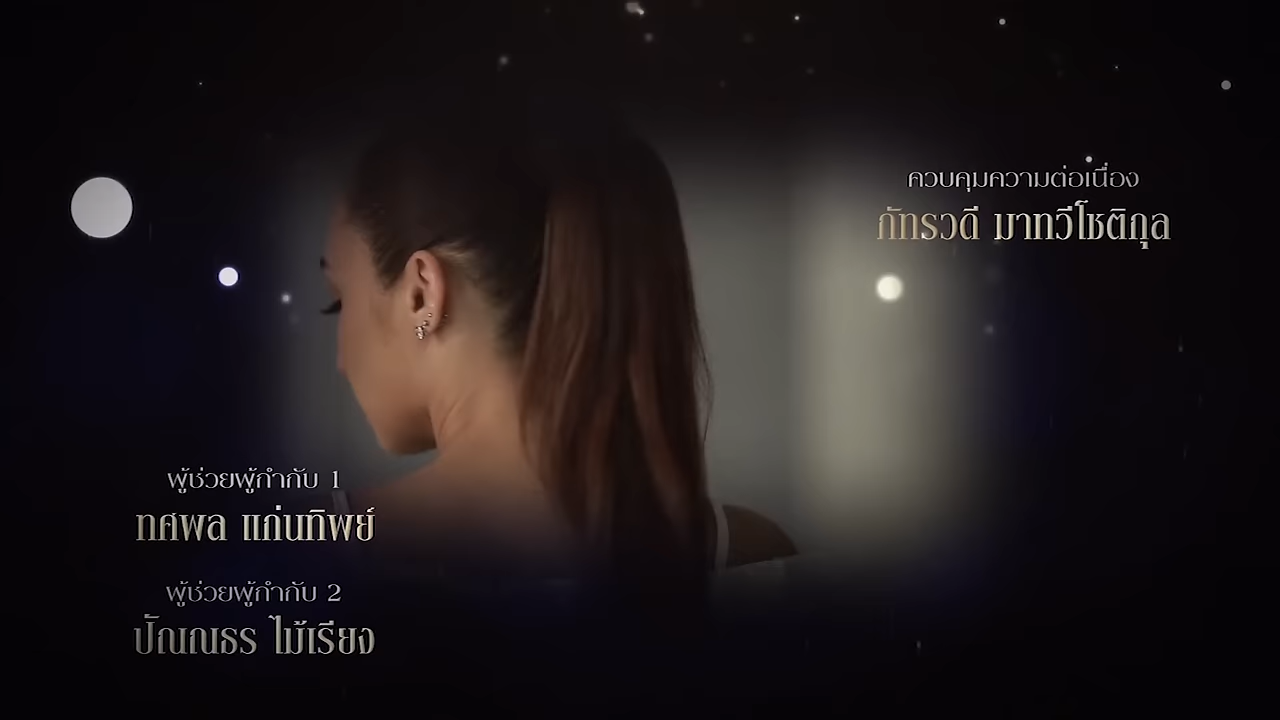 ควบคุมความต่อเนื่อง
ภัทรวดี มาทวีโชติกุล
ผู้ช่วยผู้กำกับ 1
ทศพล แก่นทิพย์
ผู้ช่วยผู้กำกับ 2
ปัณณธร ไม้เรียง